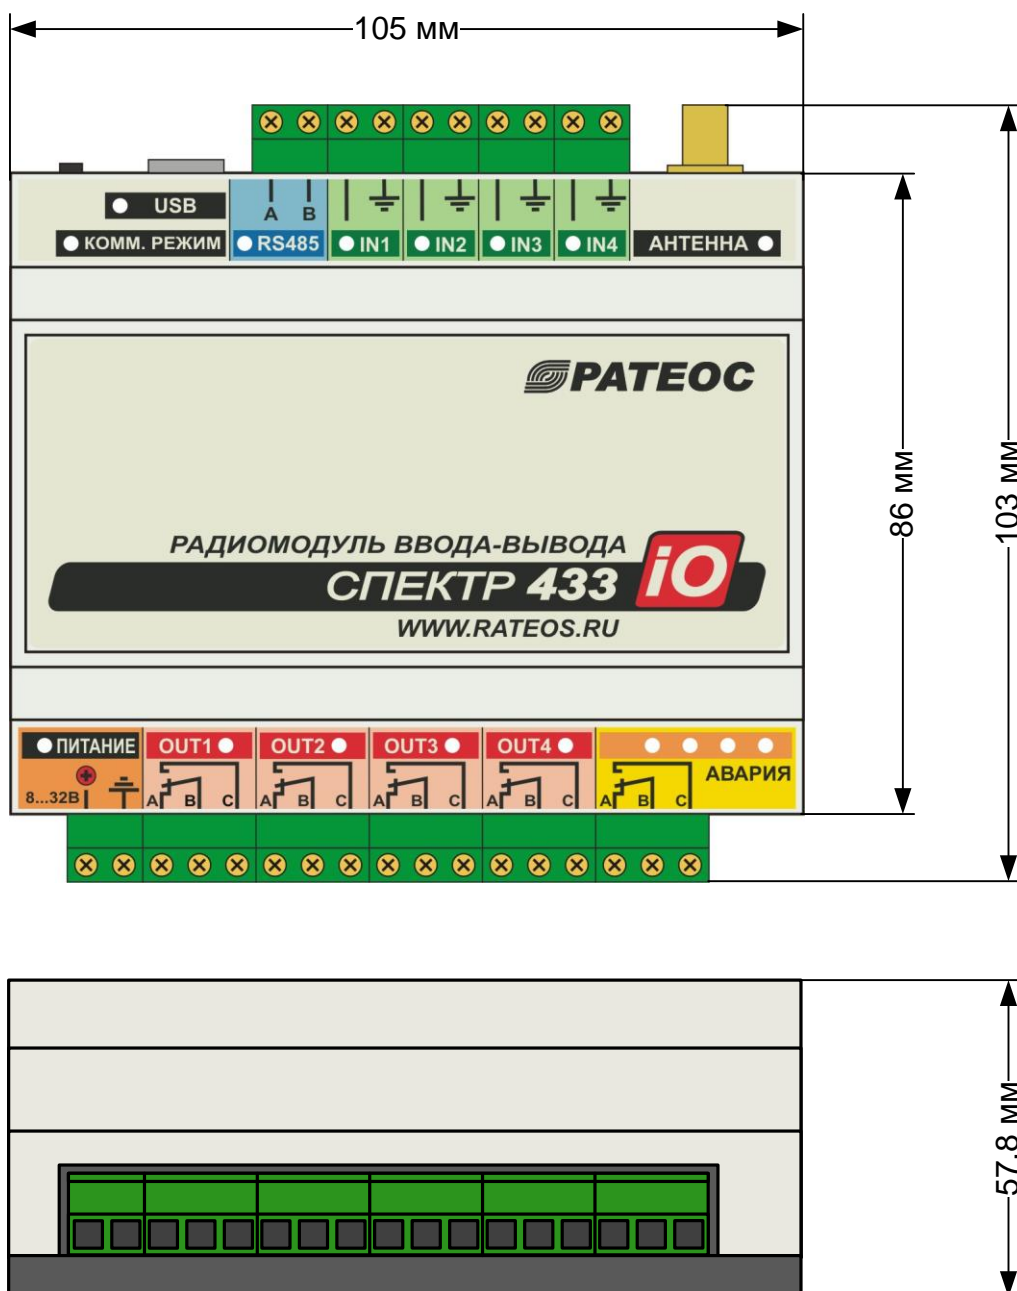 105 мм
USB
A B
КОММ. РЕЖИМ RS485 IN1 IN2 IN3 IN4 АНТЕННА
РАТЕОС
86 мм
103 мм
РАДИОМОДУЛЬ ВВОДА-ВЫВОДА
СПЕКТР 433 iO
WWW.RATEOS.RU
ПИТАНИЕ OUT1 OUT2 OUT3 OUT4
АВАРИЯ
8...32В A B C A B C A B C A B C A B C
57.8 мм